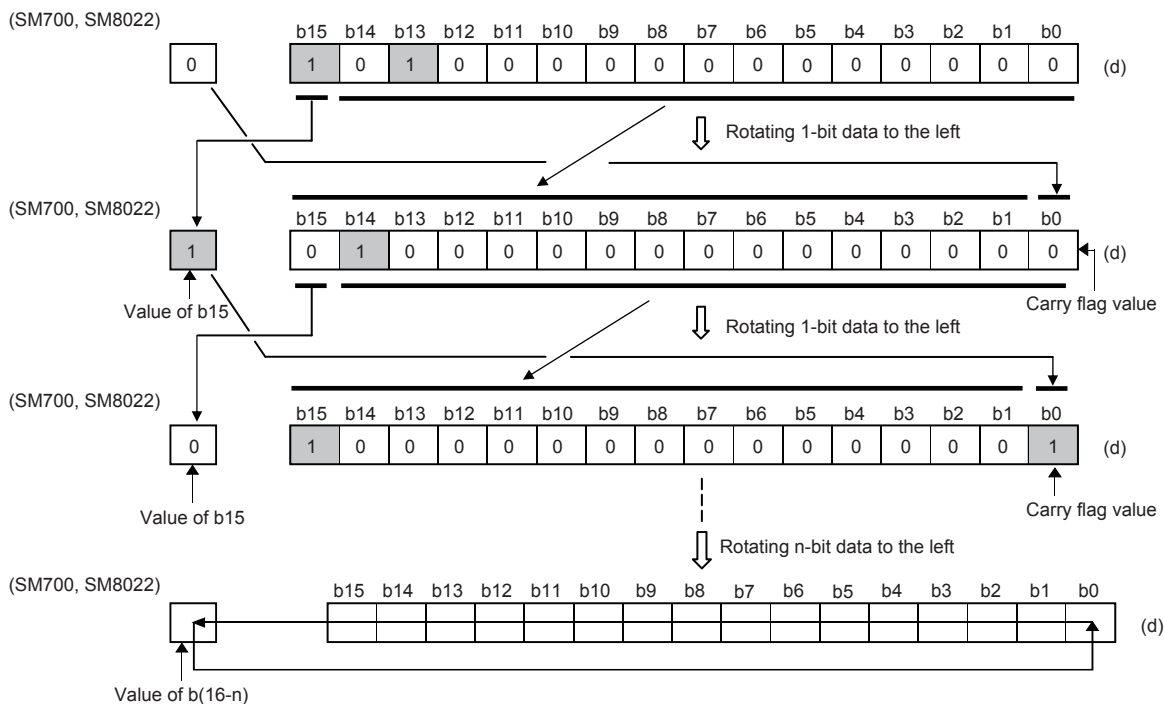 (SM700, SM8022)
b15 b14 b13 b12 b11 b10 b9 b8 b7 b6 b5 b4 b3 b2 b1 b0
0 1 0 1 0 0 0 0 0 0 0 0 0 0 0 0 0 (d)
Rotating 1-bit data to the left
(SM700, SM8022)
b15 b14 b13 b12 b11 b10 b9 b8 b7 b6 b5 b4 b3 b2 b1 b0
1 0 1 0 0 0 0 0 0 0 0 0 0 0 0 0 0 (d)
Value of b15 Carry flag value
Rotating 1-bit data to the left
(SM700, SM8022)
b15 b14 b13 b12 b11 b10 b9 b8 b7 b6 b5 b4 b3 b2 b1 b0
0 1 0 0 0 0 0 0 0 0 0 0 0 0 0 0 1 (d)
Value of b15 Carry flag value
Rotating n-bit data to the left
(SM700, SM8022)
b15 b14 b13 b12 b11 b10 b9 b8 b7 b6 b5 b4 b3 b2 b1 b0
(d)
Value of b(16-n)